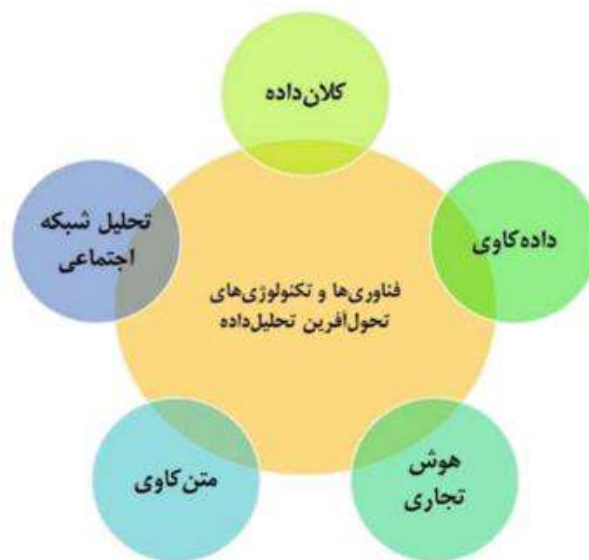 کلان‌داده
داده‌کاوی
هوش
تجاری
متن‌کاوی
تحلیل شبکه
اجتماعی
فناوری‌ها و تکنولوژی‌های
تحول‌آفرین تحلیل‌داده